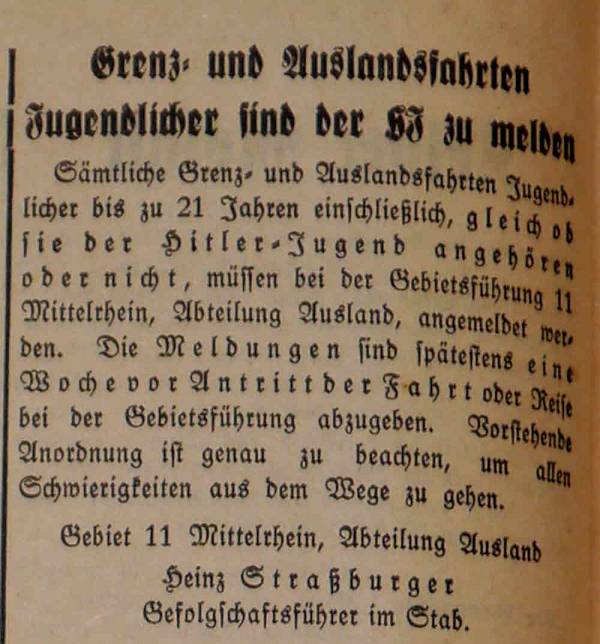 Grenz- und Auslandsfahrten
Jugendlicher sind der HJ zu melden
Sämtliche Grenz- und Auslandsfahrten Jugend-
licher bis zu 21 Jahren einschließlich, gleich ob
sie der Hitler-Jugend angehören
oder nicht, müssen bei der Gebietsführung 11
Mittelrhein, Abteilung Ausland, angemeldet wer-
den. Die Meldungen sind spätestens eine
Woche vor Antritt der Fahrt oder Reise
bei der Gebietsführung abzugeben. Vorstehende
Anordnung ist genau zu beachten, um allen
Schwierigkeiten aus dem Wege zu gehen.
Gebiet 11 Mittelrhein, Abteilung Ausland
Heinz Straßburger
Gefolgschaftsführer im Stab.